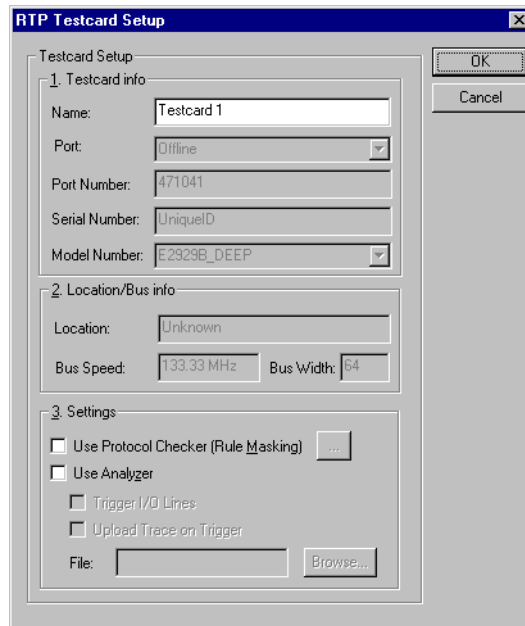 RTP Testcard Setup
Testcard Setup
OK
Cancel
1. Testcard info
Name: Testcard 1
Port: Offline
Port Number: 471041
Serial Number: UniqueID
Model Number: E2929B_DEEP
2. Location/Bus info
Location: Unknown
Bus Speed: 133.33 MHz Bus Width: 64
3. Settings
Use Protocol Checker (Rule Masking) ...
Use Analyzer
Trigger I/O Lines
Upload Trace on Trigger
File: Browse...